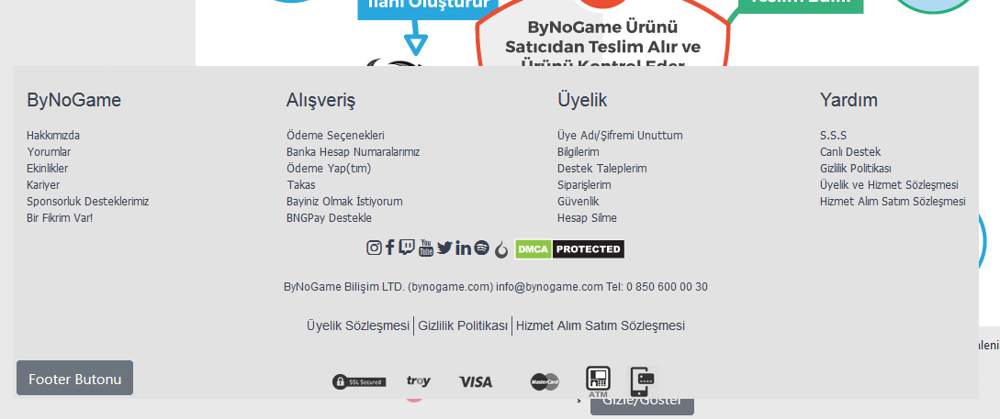 İlanı Oluşturur
Teslim Edilir
ByNoGame Ürünü
Satıcıdan Teslim Alır ve
Ürünü Kontrol Eder
ByNoGame
Hakkımızda
Yorumlar
Ekinlikler
Kariyer
Sponsorluk Desteklerimiz
Bir Fikrim Var!
Alışveriş
Ödeme Seçenekleri
Banka Hesap Numaralarımız
Ödeme Yap(tım)
Takas
Bayiniz Olmak İstiyorum
BNGPay Destekle
Üyelik
Üye Adı/Şifremi Unuttum
Bilgilerim
Destek Taleplerim
Siparişlerim
Güvenlik
Hesap Silme
Yardım
S.S.S
Canlı Destek
Gizlilik Politikası
Üyelik ve Hizmet Sözleşmesi
Hizmet Alım Satım Sözleşmesi
You Tube
DMCA PROTECTED
ByNoGame Bilişim LTD. (bynogame.com) info@bynogame.com Tel: 0 850 600 00 30
Üyelik Sözleşmesi Gizlilik Politikası Hizmet Alım Satım Sözleşmesi
Footer Butonu
SSL Secured troy VISA MasterCard ATM
Gizle/Göster